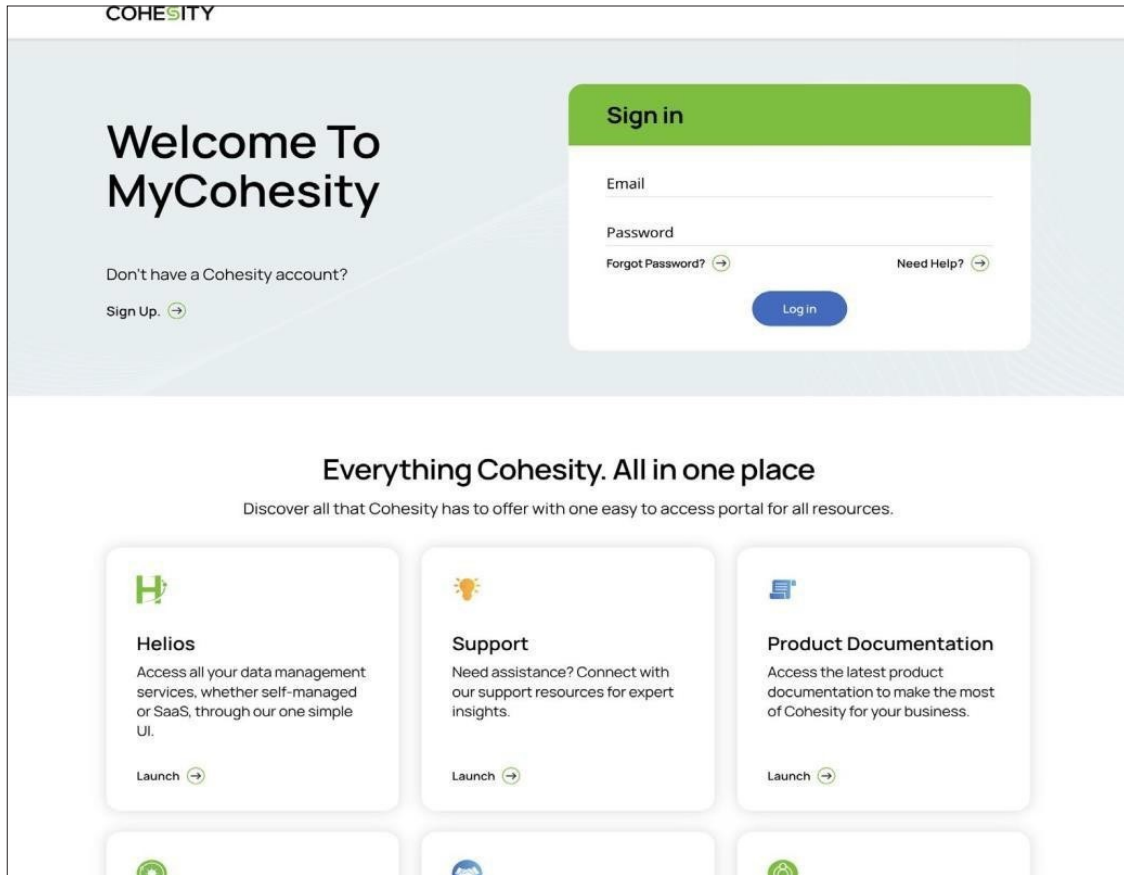 COHESITY
Welcome To
MyCohesity
Don't have a Cohesity account?
Sign Up.
Sign in
Email
Password
Forgot Password?
Need Help?
Log in
Everything Cohesity. All in one place
Discover all that Cohesity has to offer with one easy to access portal for all resources.
Helios
Access all your data management
services, whether self-managed
or SaaS, through our one simple
UI.
Launch
Support
Need assistance? Connect with
our support resources for expert
insights.
Launch
Product Documentation
Access the latest product
documentation to make the most
of Cohesity for your business.
Launch